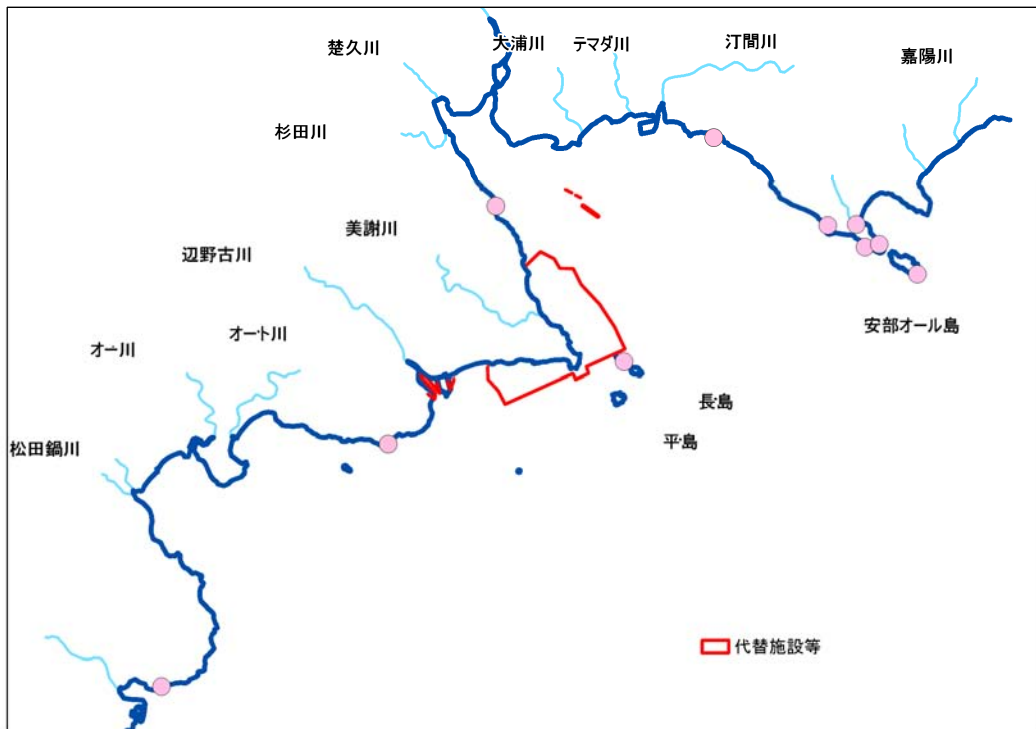 楚久川
大浦川
テマダ川
汀間川
嘉陽川
杉田川
美謝川
辺野古川
安部オール島
オー川
オート川
長島
平島
松田鍋川
代替施設等